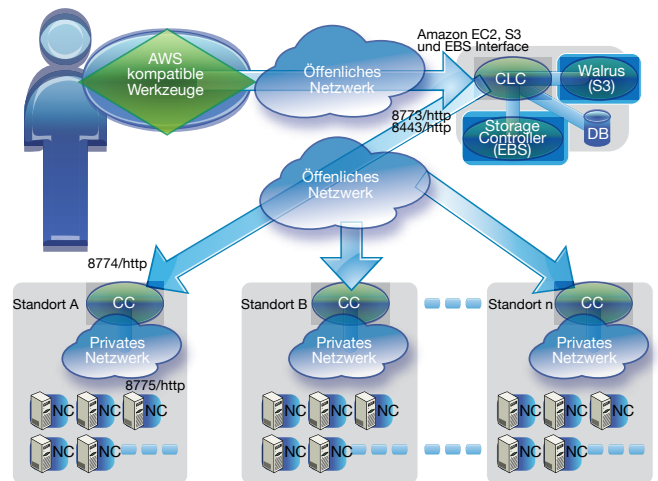 Amazon EC2, S3
und EBS Interface
AWS
kompatible
Werkzeuge
Öffentliches
Netzwerk
CLC
Walrus
(S3)
8773/http
8443/http
Storage
Controller
(EBS)
DB
Öffentliches
Netzwerk
8774/http
Standort A
CC
Standort B
CC
Standort n
CC
Privates
Netzwerk
Privates
Netzwerk
Privates
Netzwerk
8775/http
NC NC NC
NC NC NC
NC NC NC
NC NC
NC NC
NC NC